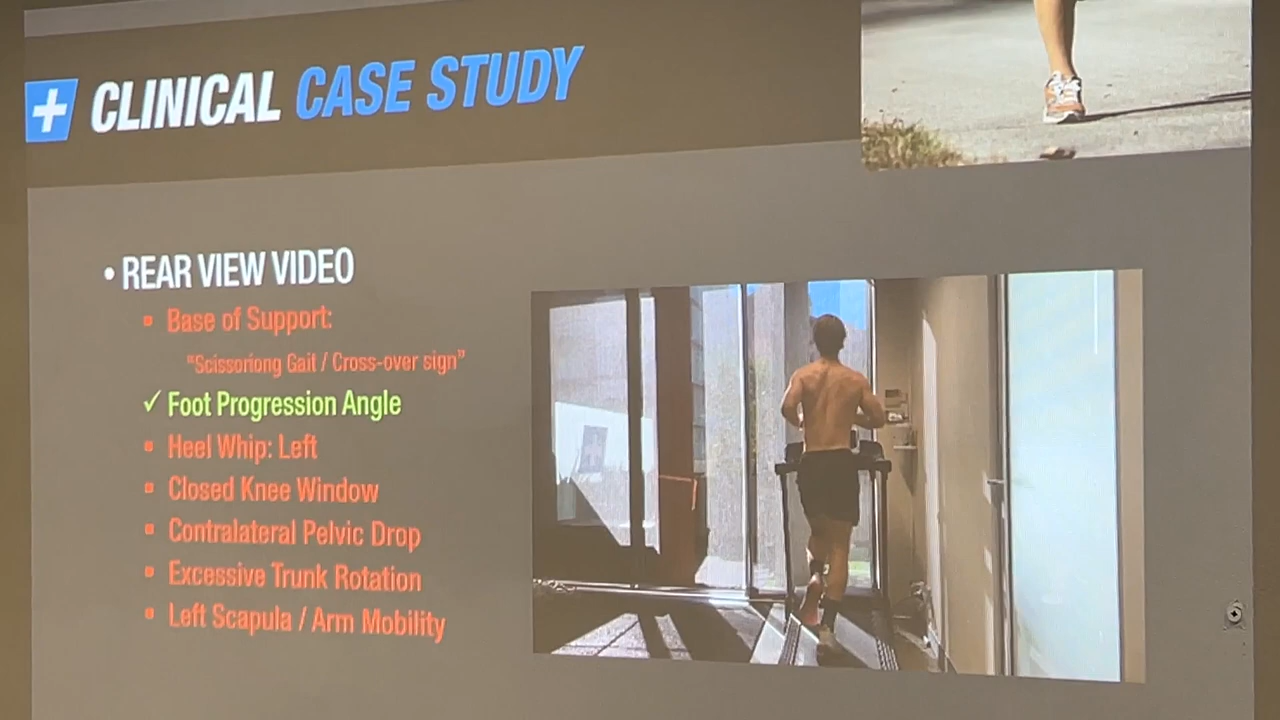 CLINICAL CASE STUDY
• REAR VIEW VIDEO
▪ Base of Support:
"Scissoriong Gait / Cross-over sign"
✓ Foot Progression Angle
▪ Heel Whip: Left
▪ Closed Knee Window
▪ Contralateral Pelvic Drop
▪ Excessive Trunk Rotation
▪ Left Scapula / Arm Mobility